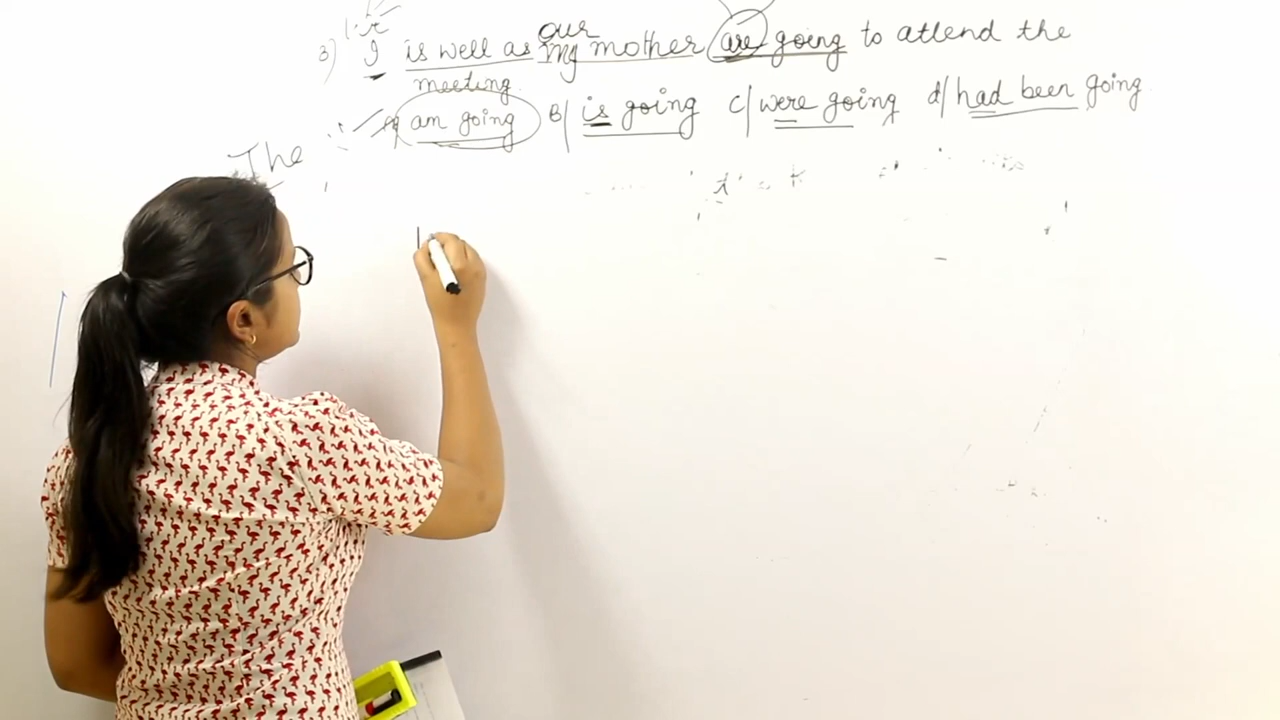 our
3) I is well as my mother are going to attend the
meeting.
A) am going B) is going C) were going d) had been going
The